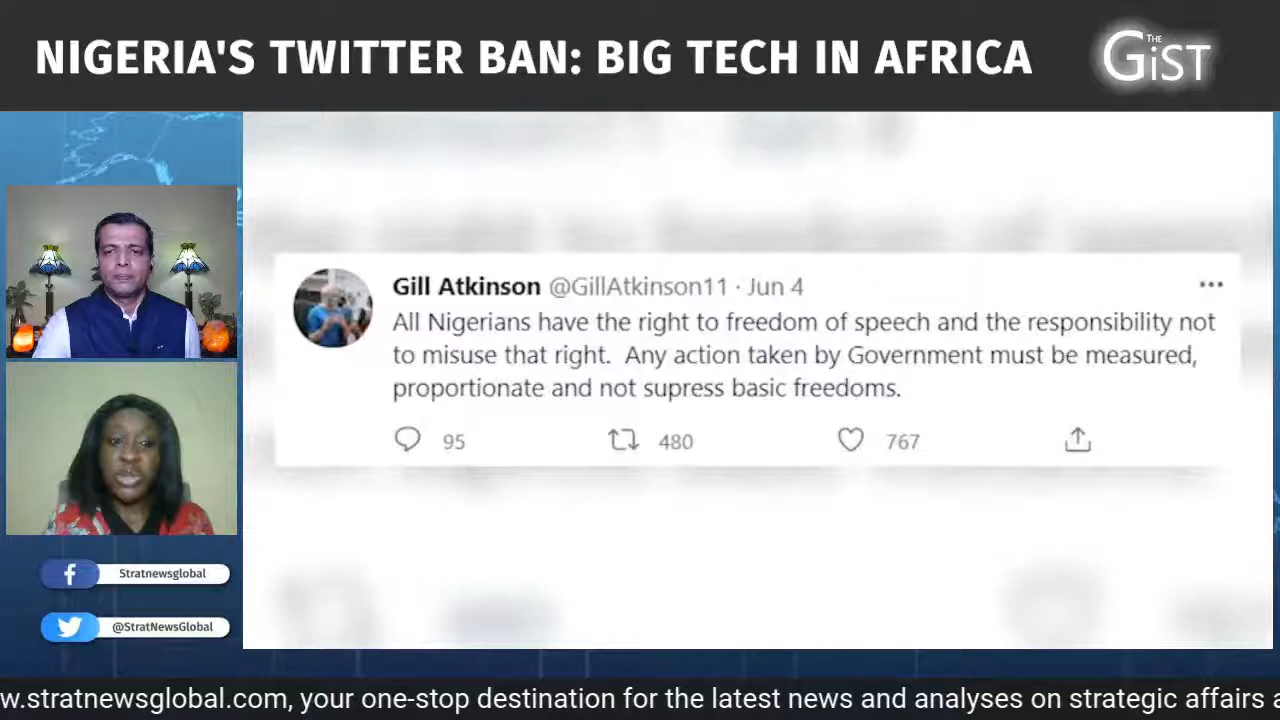 NIGERIA'S TWITTER BAN: BIG TECH IN AFRICA
THE GiST
Gill Atkinson @GillAtkinson11 · Jun 4
All Nigerians have the right to freedom of speech and the responsibility not
to misuse that right. Any action taken by Government must be measured,
proportionate and not supress basic freedoms.
95 480 767
Stratnewsglobal
@StratNewsGlobal
w.stratnewsglobal.com, your one-stop destination for the latest news and analyses on strategic affairs a